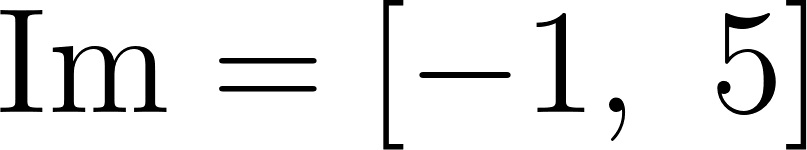 Im = [−1, 5]